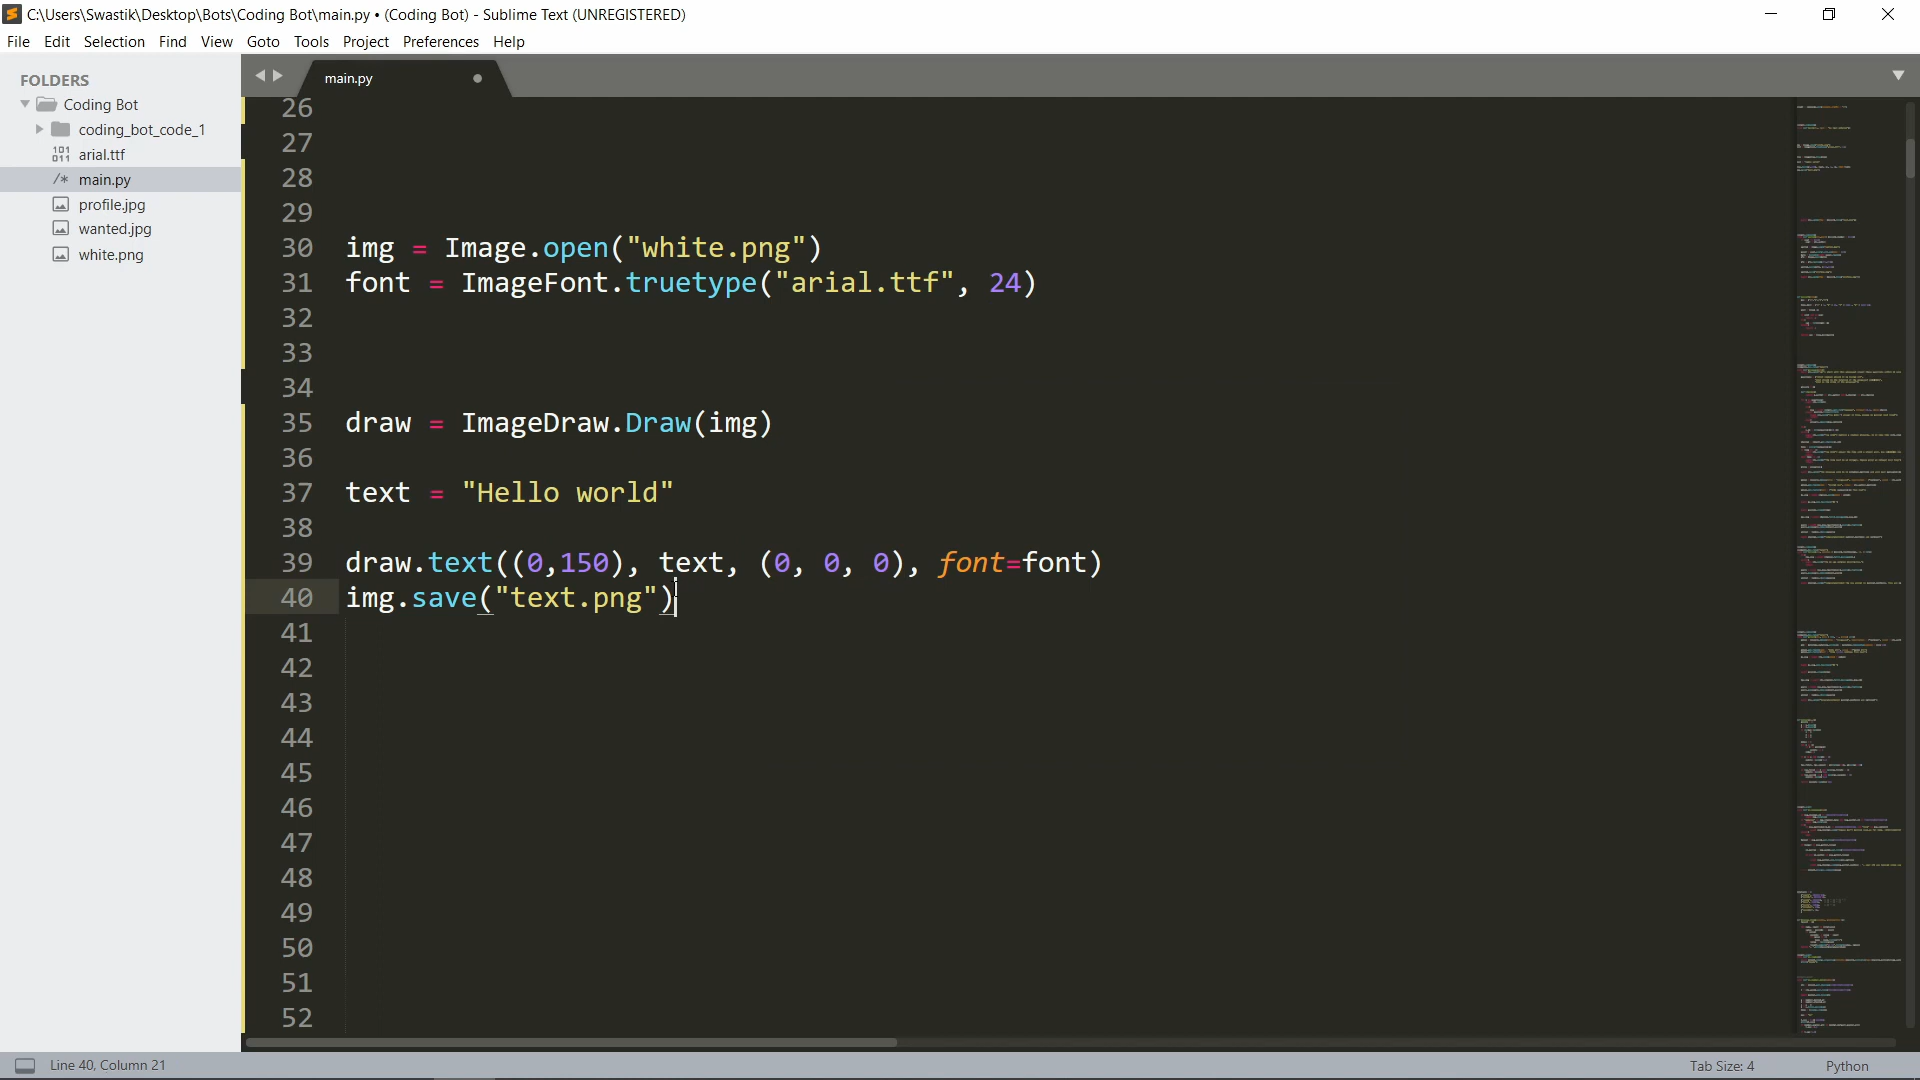 C:\Users\Swastik\Desktop\Bots\Coding Bot\main.py • (Coding Bot) - Sublime Text (UNREGISTERED)
File Edit Selection Find View Goto Tools Project Preferences Help
FOLDERS
Coding Bot
coding_bot_code_1
arial.ttf
/* main.py
profile.jpg
wanted.jpg
white.png
main.py
26
27
28
29
30 img = Image.open("white.png")
31 font = ImageFont.truetype("arial.ttf", 24)
32
33
34
35 draw = ImageDraw.Draw(img)
36
37 text = "Hello world"
38
39 draw.text((0,150), text, (0, 0, 0), font=font)
40 img.save("text.png")
41
42
43
44
45
46
47
48
49
50
51
52
Line 40, Column 21
Tab Size: 4
Python